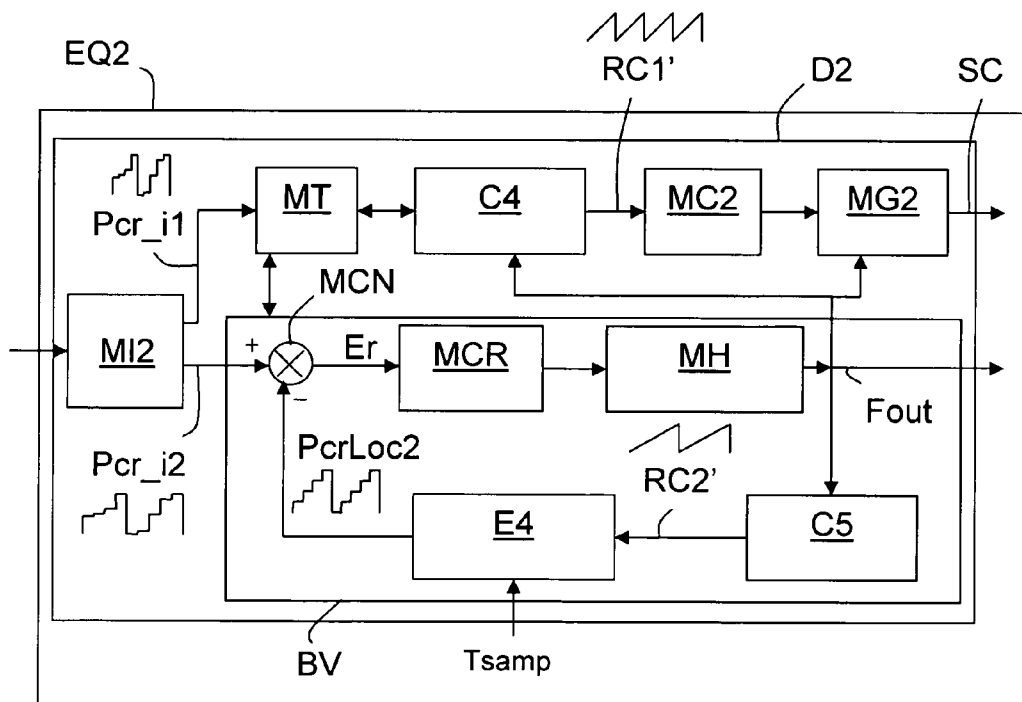 EQ2
RC1'
D2
SC
Pcr_i1
MT
C4
MC2
MG2
MCN
MI2
+
Er
MCR
MH
–
Fout
Pcr_i2
PcrLoc2
RC2'
E4
C5
BV
Tsamp